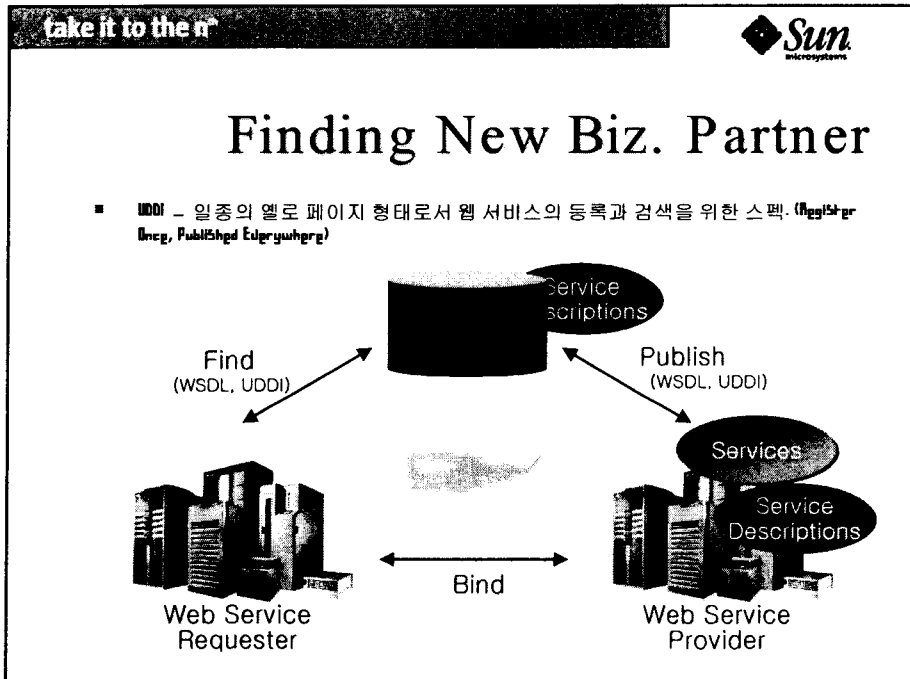 take it to the nth
Sun
microsystems
Finding New Biz. Partner
UDDI – 일종의 옐로 페이지 형태로서 웹 서비스의 등록과 검색을 위한 스펙. (Register
Once, Published Everywhere)
Service
scriptions
Find
(WSDL, UDDI)
Publish
(WSDL, UDDI)
Services
Service
Descriptions
Bind
Web Service
Requester
Web Service
Provider